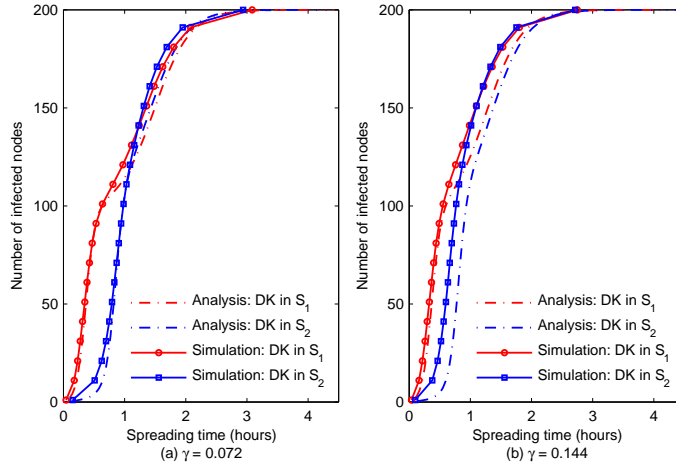 200
150
100
50
0
Number of infected nodes
0
1
2
3
4
Analysis: DK in S1
Analysis: DK in S2
Simulation: DK in S1
Simulation: DK in S2
Spreading time (hours)
(a) γ = 0.072
200
150
100
50
0
Number of infected nodes
0
1
2
3
4
Analysis: DK in S1
Analysis: DK in S2
Simulation: DK in S1
Simulation: DK in S2
Spreading time (hours)
(b) γ = 0.144